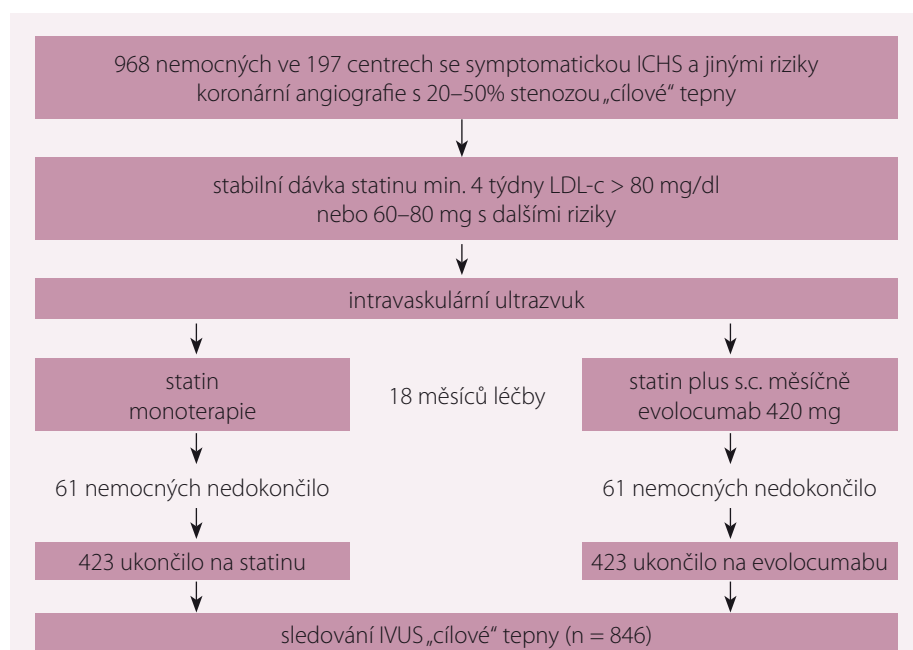 968 nemocných ve 197 centrech se symptomatickou ICHS a jinými riziky
koronární angiografie s 20–50% stenozou „cílové“ tepny
stabilní dávka statinu min. 4 týdny LDL-c > 80 mg/dl
nebo 60–80 mg s dalšími riziky
intravaskulární ultrazvuk
statin
monoterapie
18 měsíců léčby
statin plus s.c. měsíčně
evolocumab 420 mg
61 nemocných nedokončilo
61 nemocných nedokončilo
423 ukončilo na statinu
423 ukončilo na evolocumabu
sledování IVUS „cílové“ tepny (n = 846)